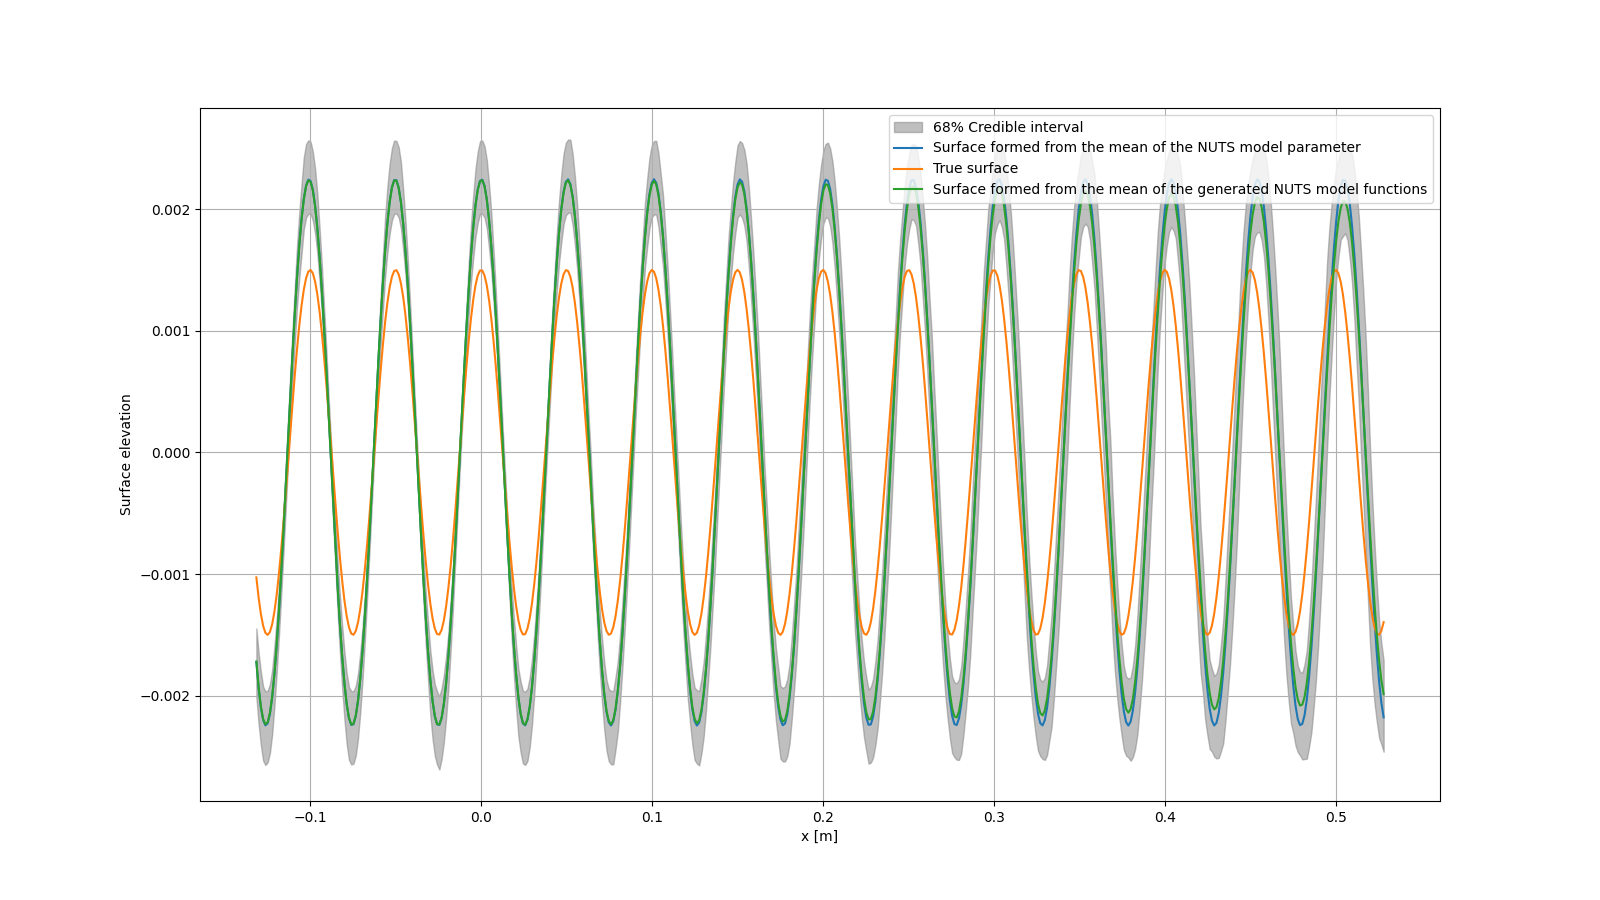 68% Credible interval
Surface formed from the mean of the NUTS model parameter
True surface
Surface formed from the mean of the generated NUTS model functions
0.002
0.001
0.000
−0.001
−0.002
Surface elevation
−0.1 0.0 0.1 0.2 0.3 0.4 0.5
x [m]